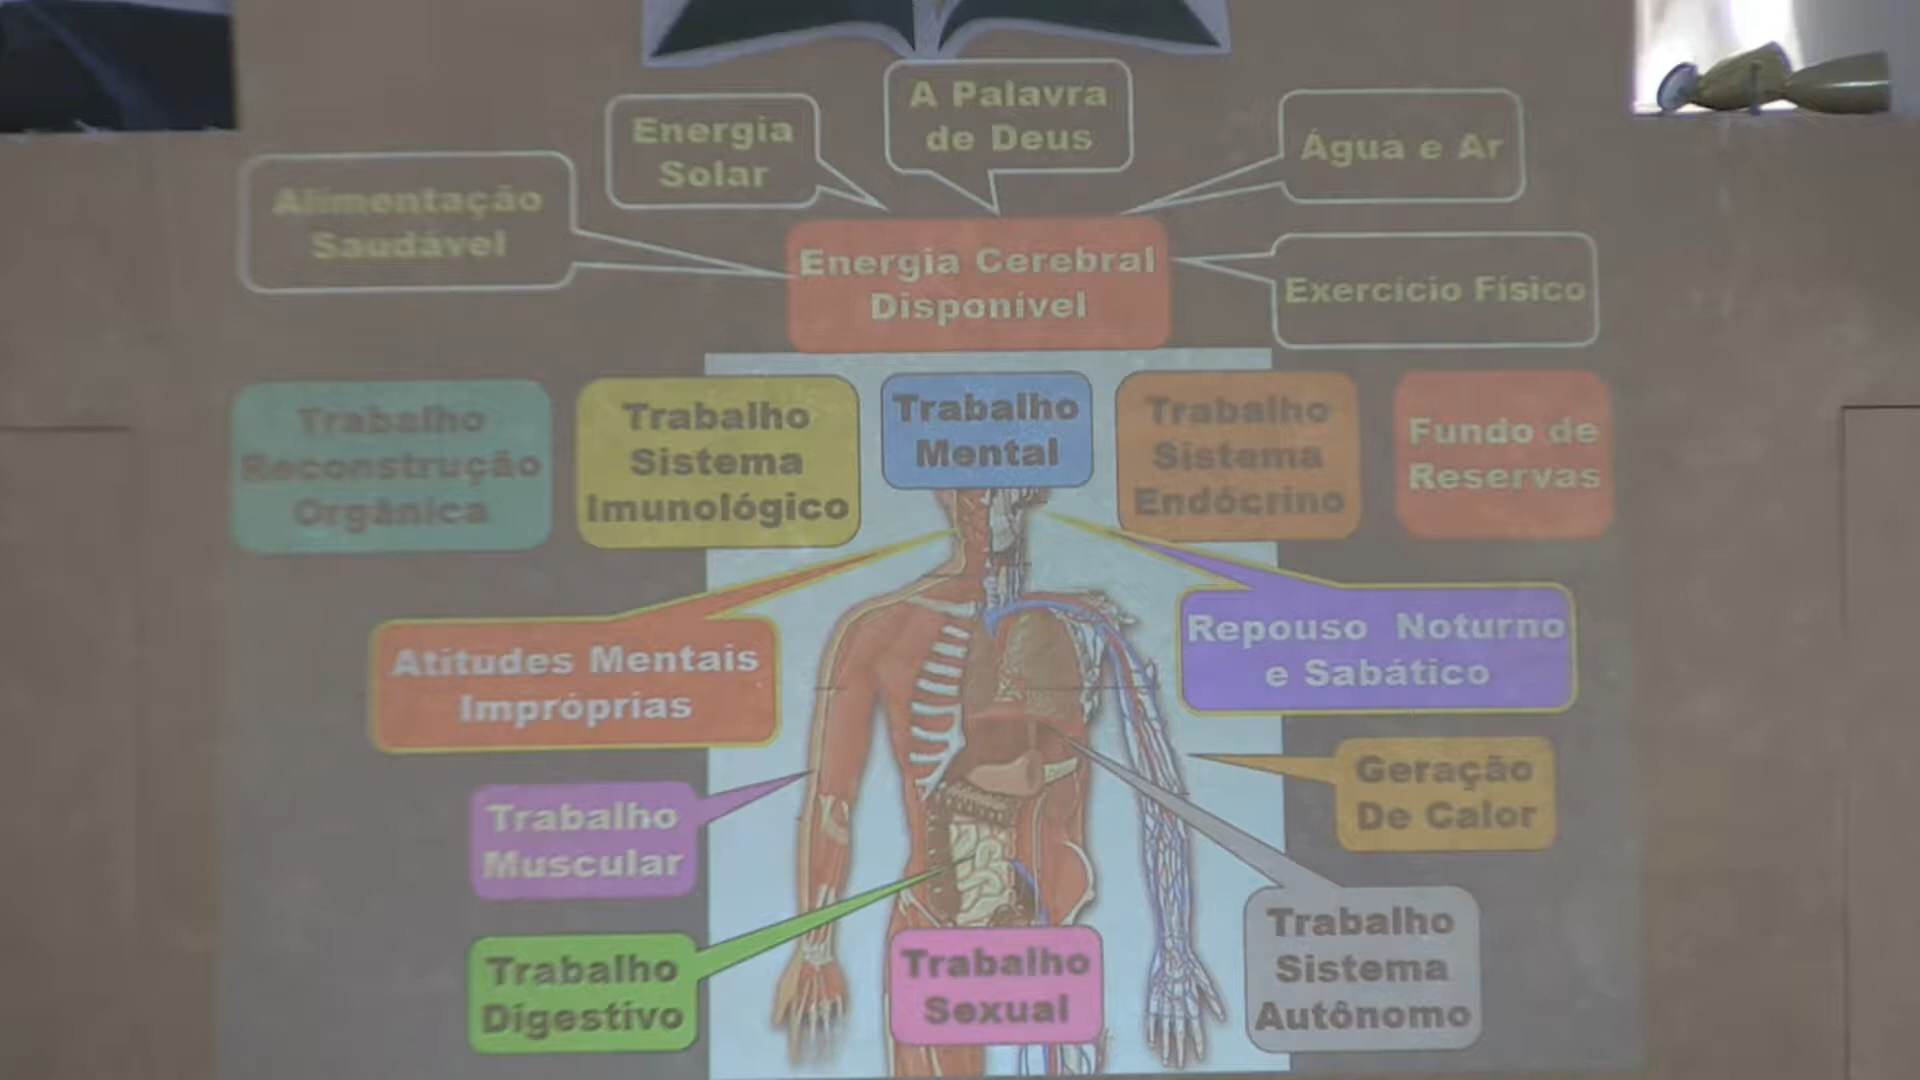 A Palavra
de Deus
Energia
Solar
Água e Ar
Alimentação
Saudável
Energia Cerebral
Disponível
Exercício Físico
Trabalho
Reconstrução
Orgânica
Trabalho
Sistema
Imunológico
Trabalho
Mental
Trabalho
Sistema
Endócrino
Fundo de
Reservas
Atitudes Mentais
Impróprias
Repouso Noturno
e Sabático
Trabalho
Muscular
Geração
De Calor
Trabalho
Digestivo
Trabalho
Sexual
Trabalho
Sistema
Autônomo